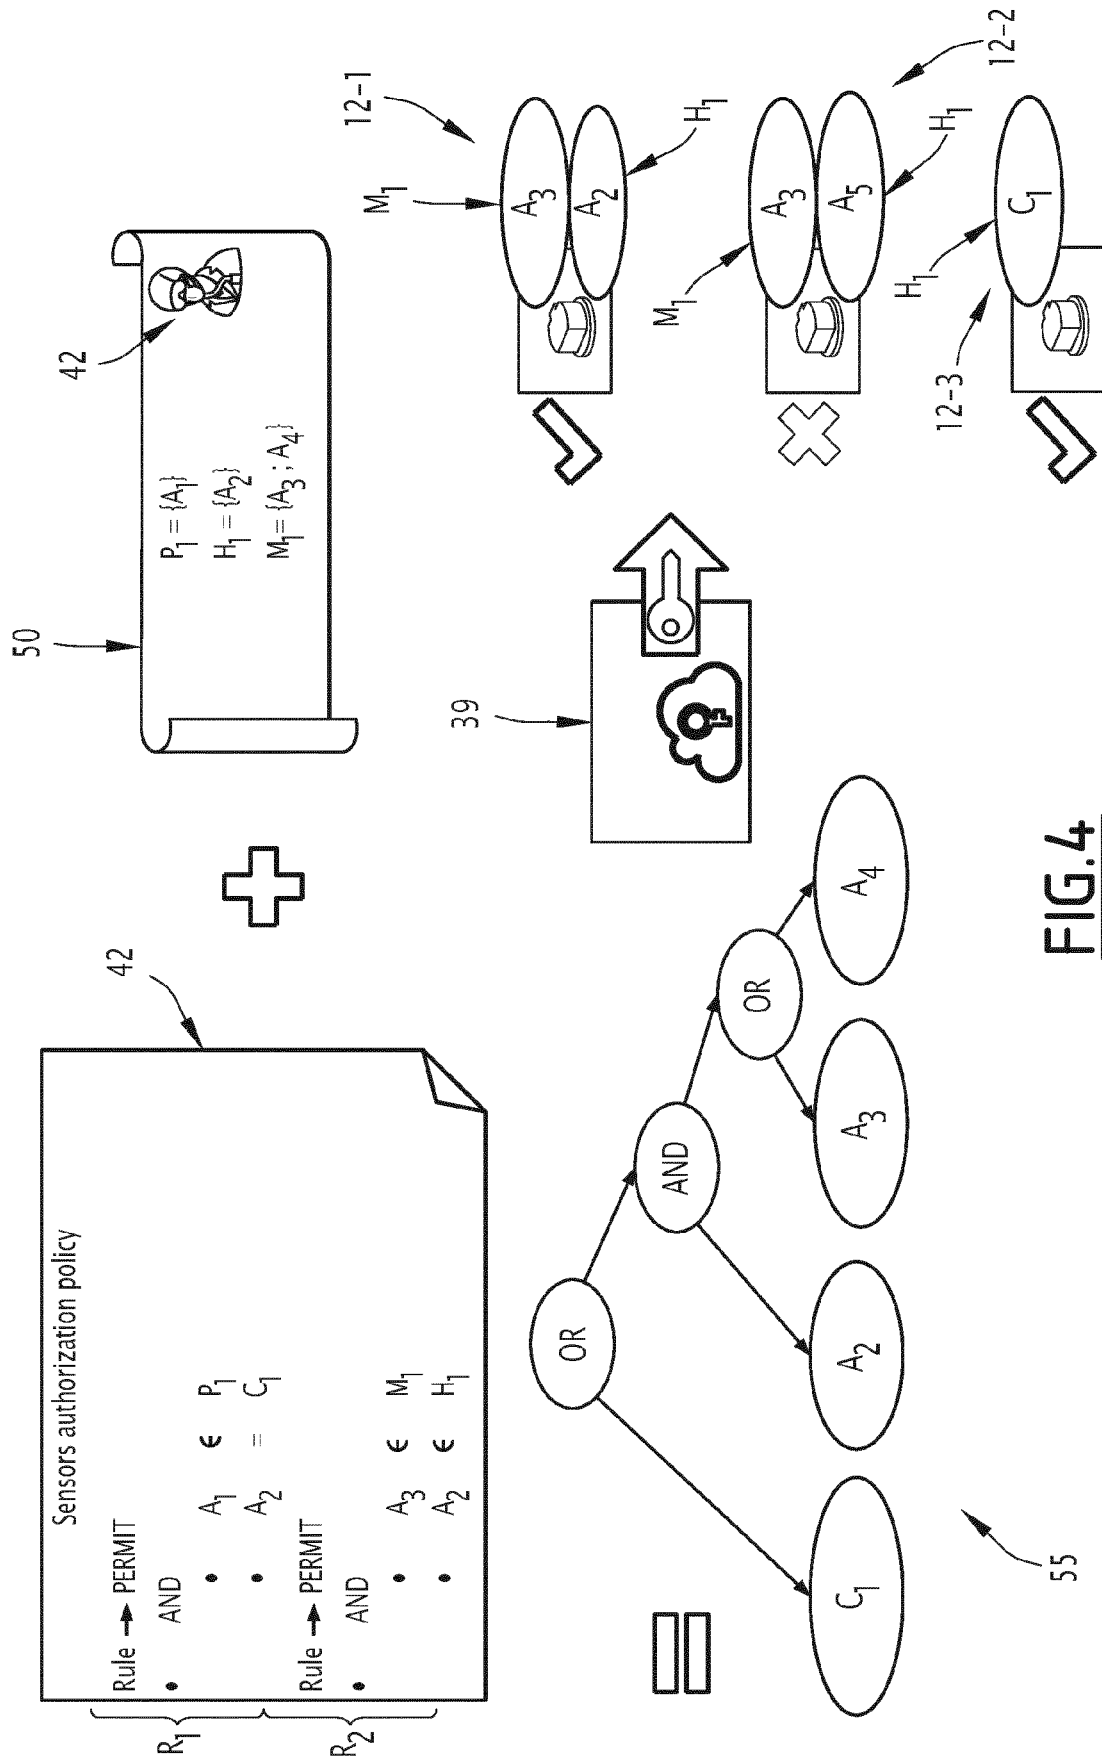 Sensors authorization policy
Rule → PERMIT
• AND
• A₁ ϵ P₁
• A₂ = C₁
Rule → PERMIT
• AND
• A₃ ϵ M₁
• A₂ ϵ H₁
R₁
R₂
42
50
P₁ = {A₁}
H₁ = {A₂}
M₁ = {A₃ ; A₄}
42
OR
AND
OR
C₁
A₂
A₃
A₄
55
39
12-1
M₁
A₃
A₂
H₁
M₁
A₃
A₅
H₁
12-2
12-3
H₁
C₁
FIG.4